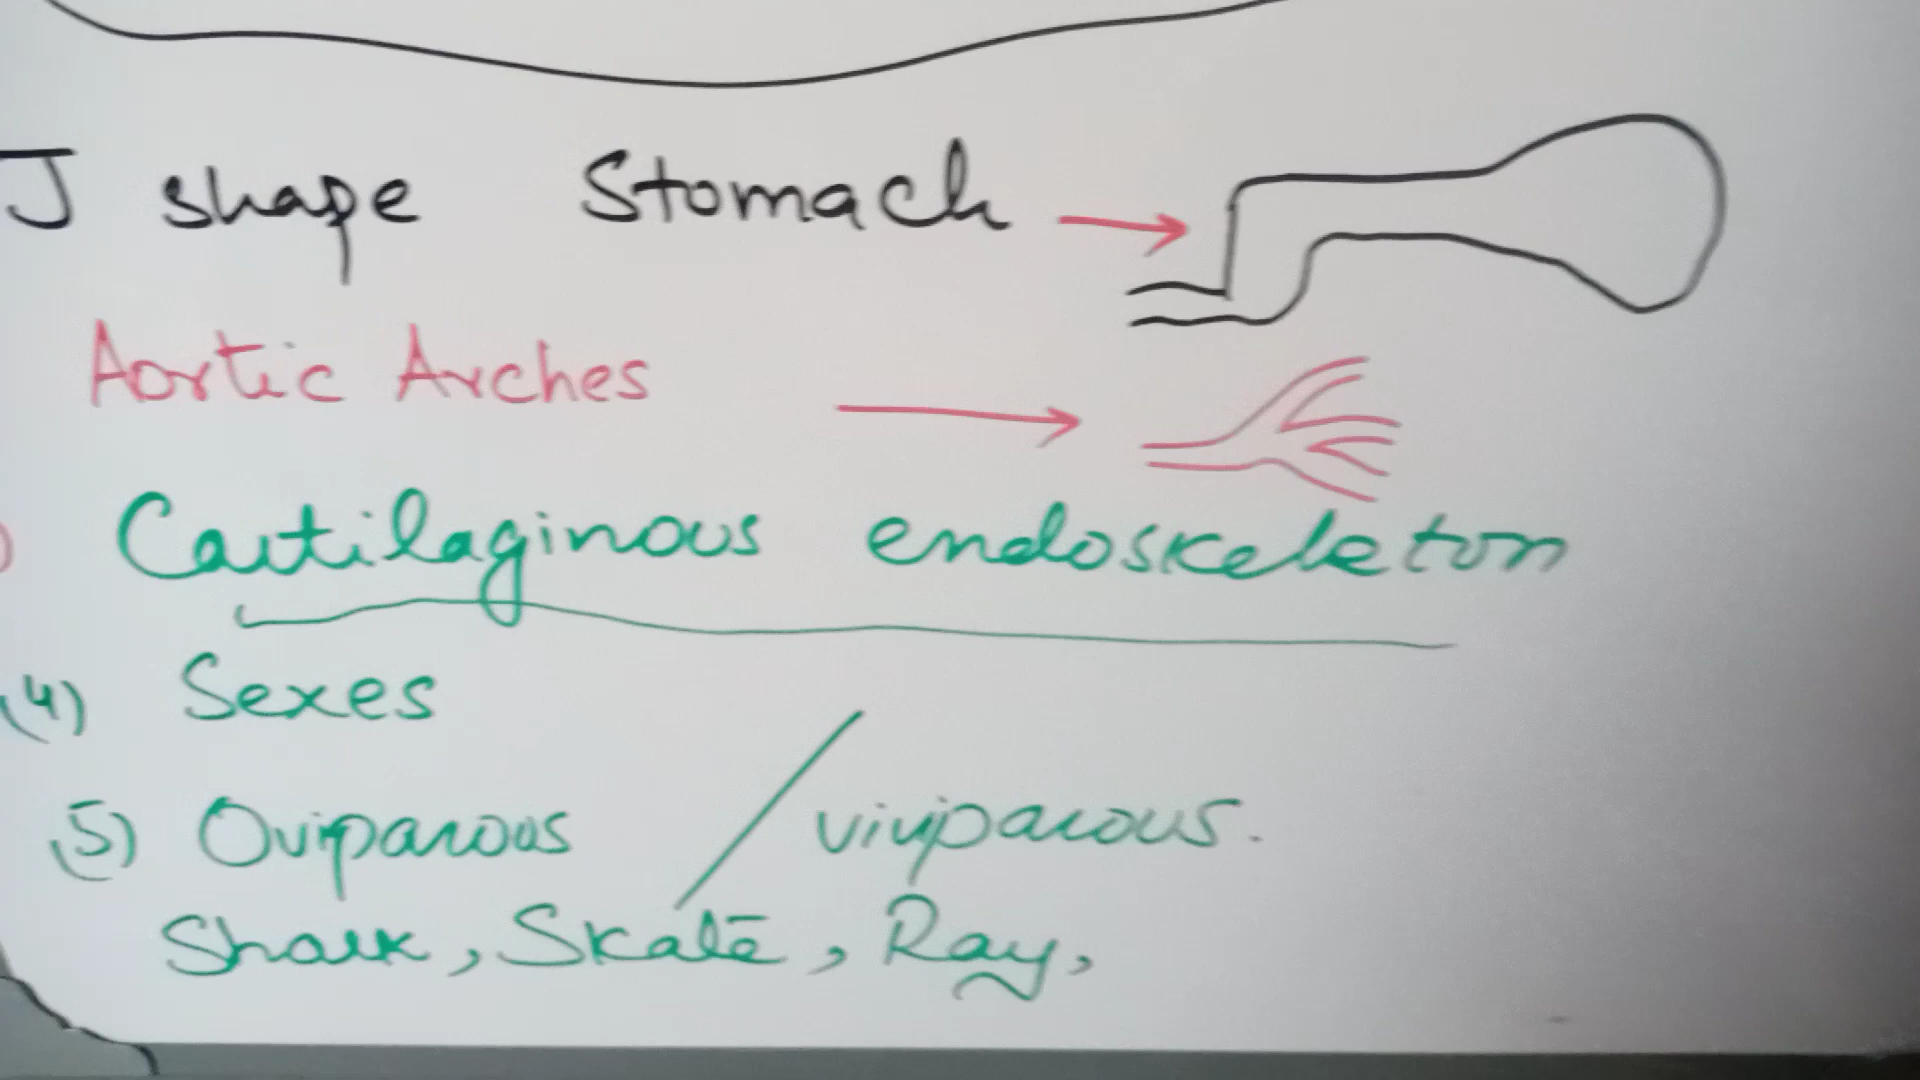 J shape Stomach
Aortic Arches
) Cartilaginous endoskeleton
(4) Sexes
(5) Oviparous / viviparous.
Shark, Skate, Ray,